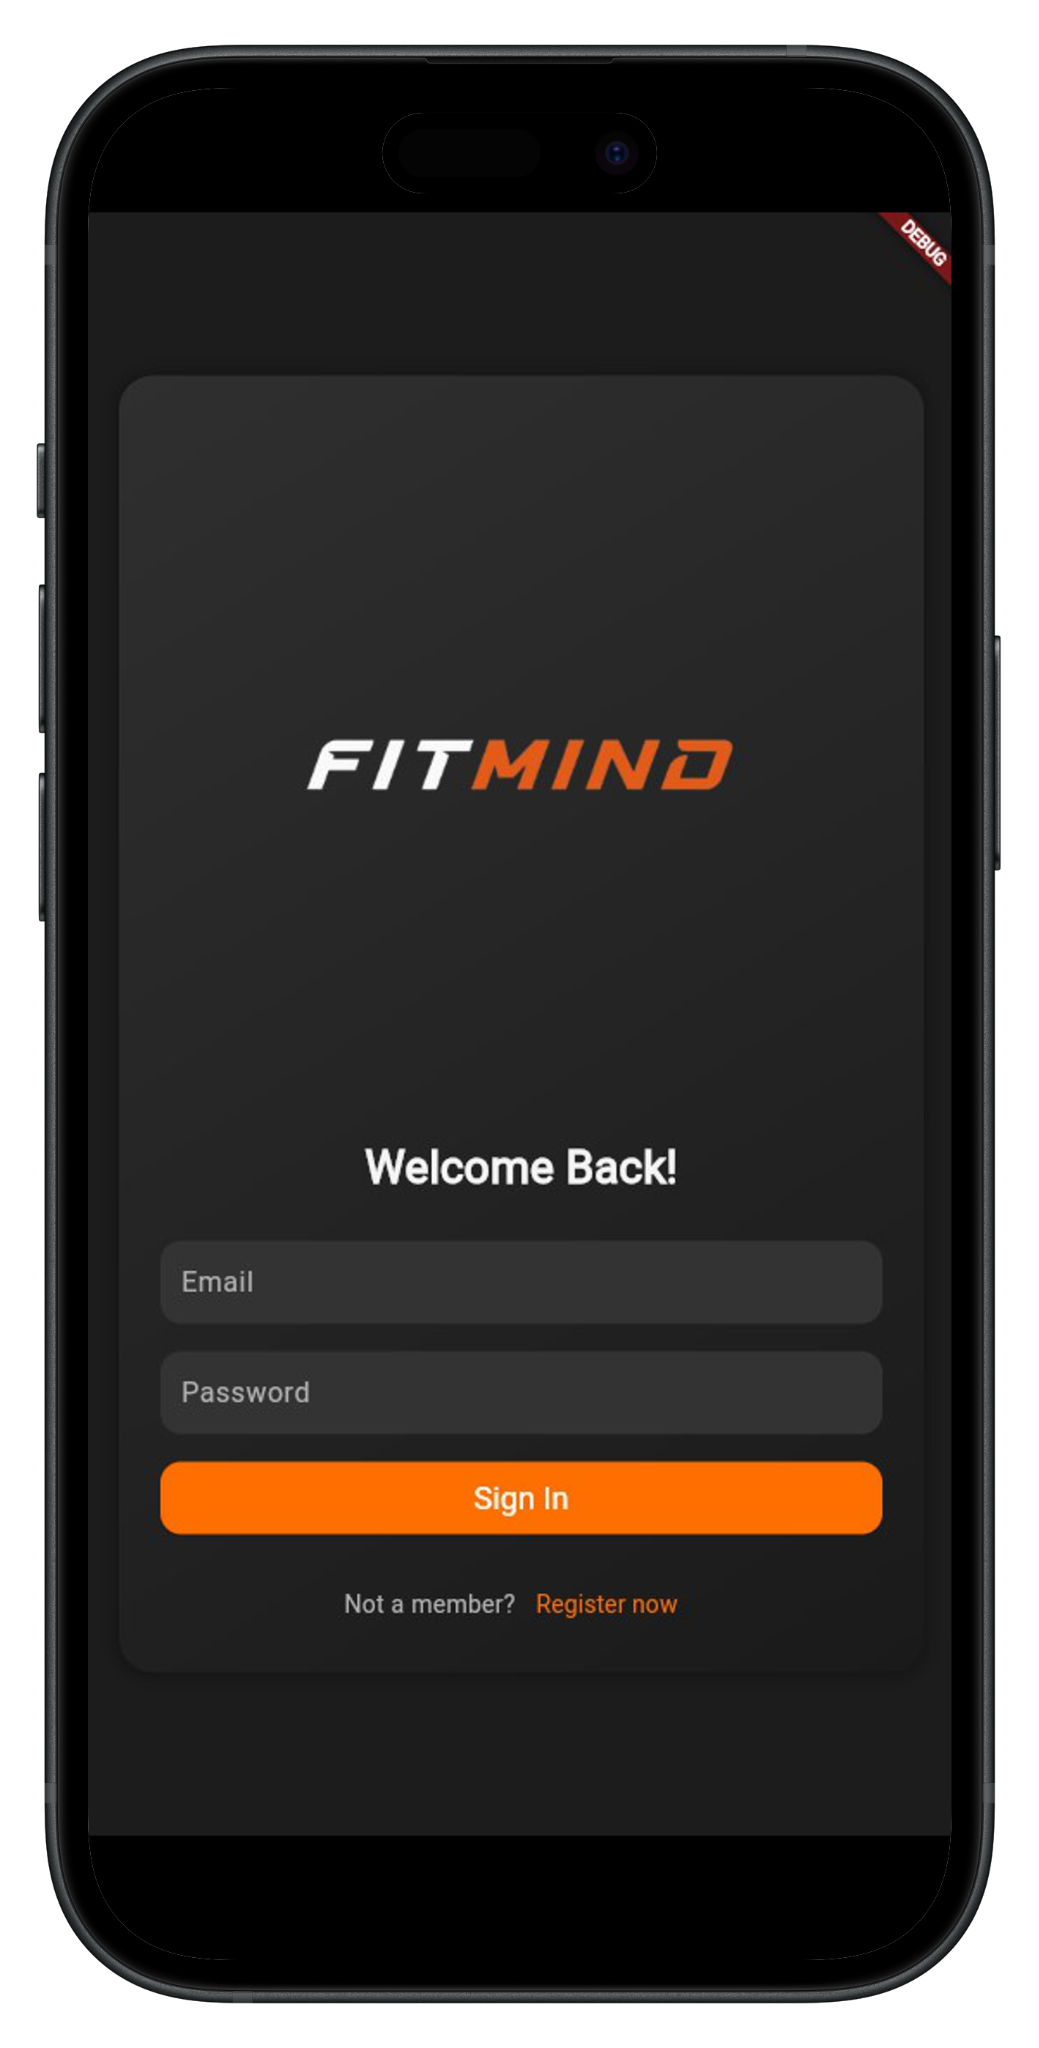 DEBUG
FITMIND
Welcome Back!
Email
Password
Sign In
Not a member? Register now